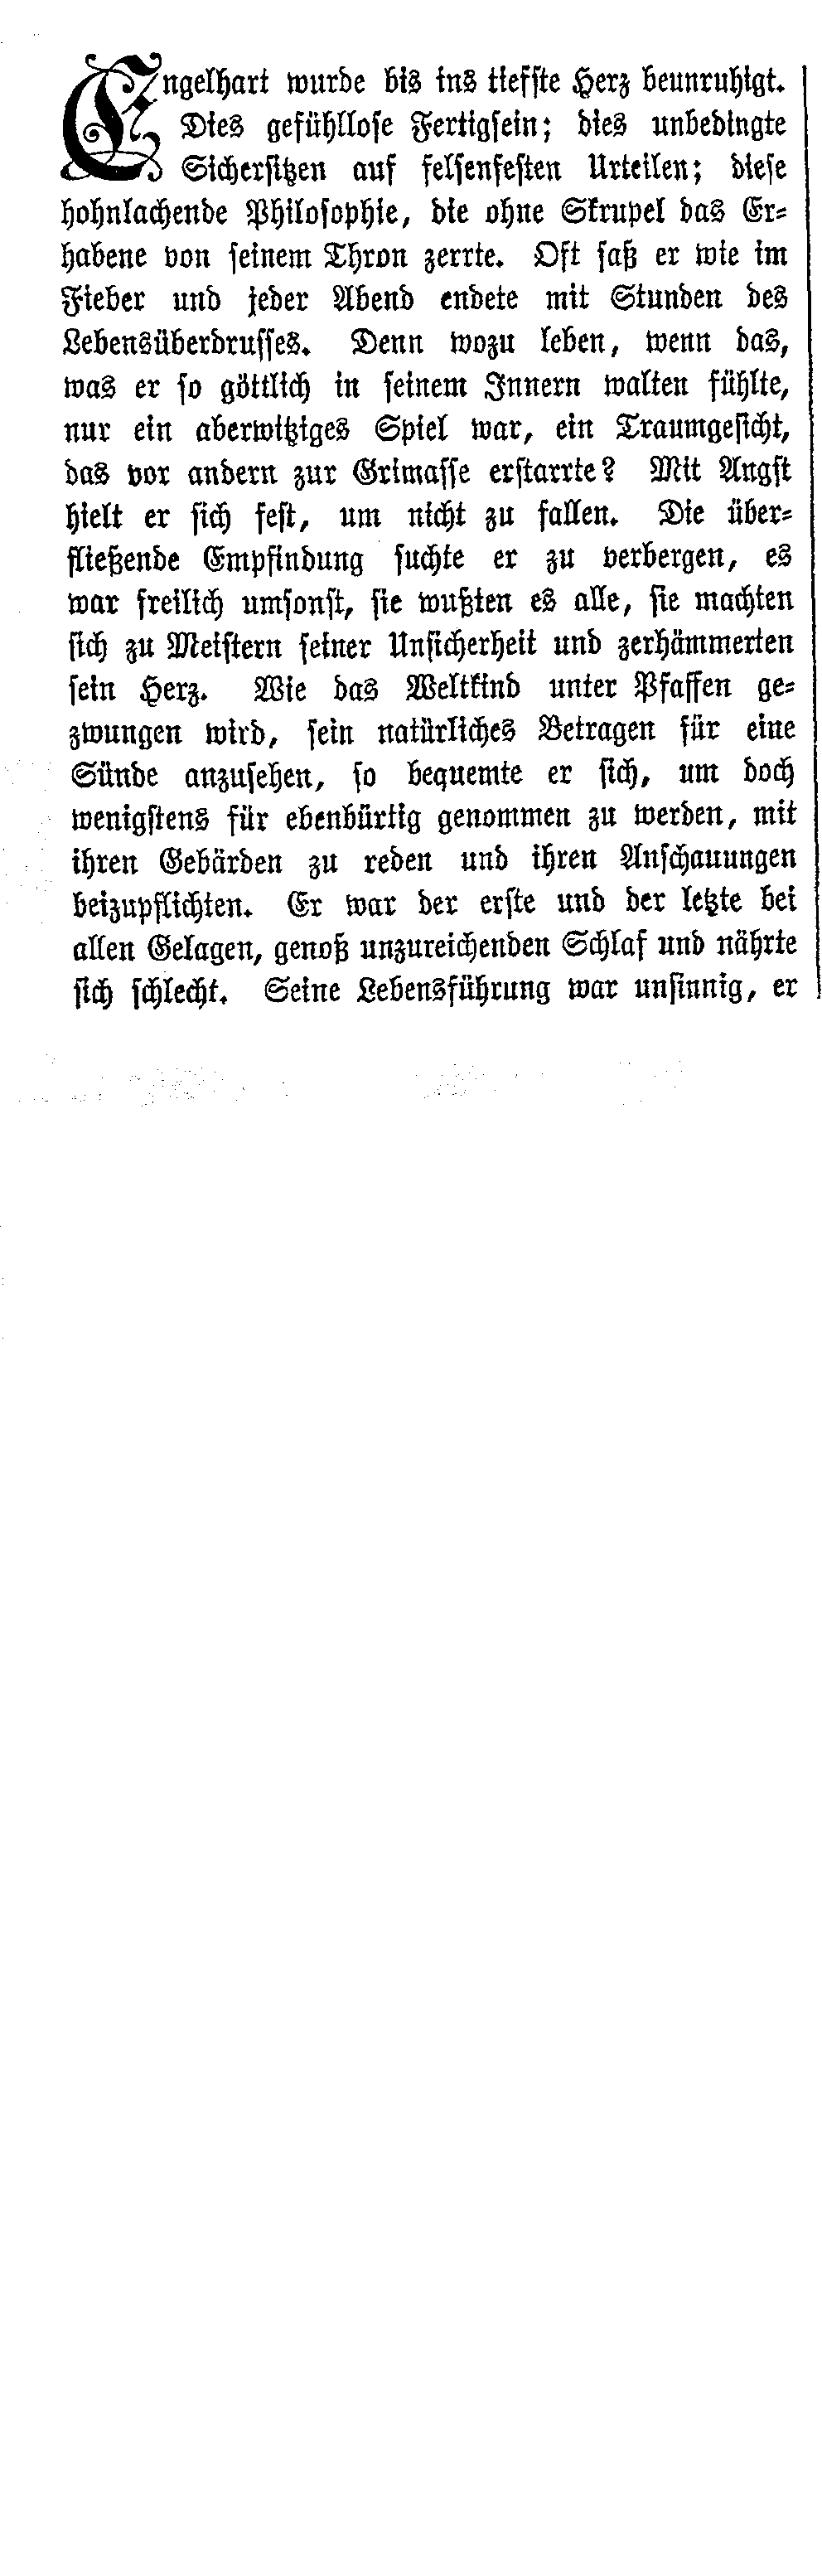 Engelhart wurde bis ins tiefste Herz beunruhigt.
Dies gefühllose Fertigsein; dies unbedingte
Sichersitzen auf felsenfesten Urteilen; diese
hohnlachende Philosophie, die ohne Skrupel das Er-
habene von seinem Thron zerrte. Oft saß er wie im
Fieber und jeder Abend endete mit Stunden des
Lebensüberdrusses. Denn wozu leben, wenn das,
was er so göttlich in seinem Innern walten fühlte,
nur ein aberwitziges Spiel war, ein Traumgesicht,
das vor andern zur Grimasse erstarrte? Mit Angst
hielt er sich fest, um nicht zu fallen. Die über-
fließende Empfindung suchte er zu verbergen, es
war freilich umsonst, sie wußten es alle, sie machten
sich zu Meistern seiner Unsicherheit und zerhämmerten
sein Herz. Wie das Weltkind unter Pfaffen ge-
zwungen wird, sein natürliches Betragen für eine
Sünde anzusehen, so bequemte er sich, um doch
wenigstens für ebenbürtig genommen zu werden, mit
ihren Gebärden zu reden und ihren Anschauungen
beizupflichten. Er war der erste und der letzte bei
allen Gelagen, genoß unzureichenden Schlaf und nährte
sich schlecht. Seine Lebensführung war unsinnig, er